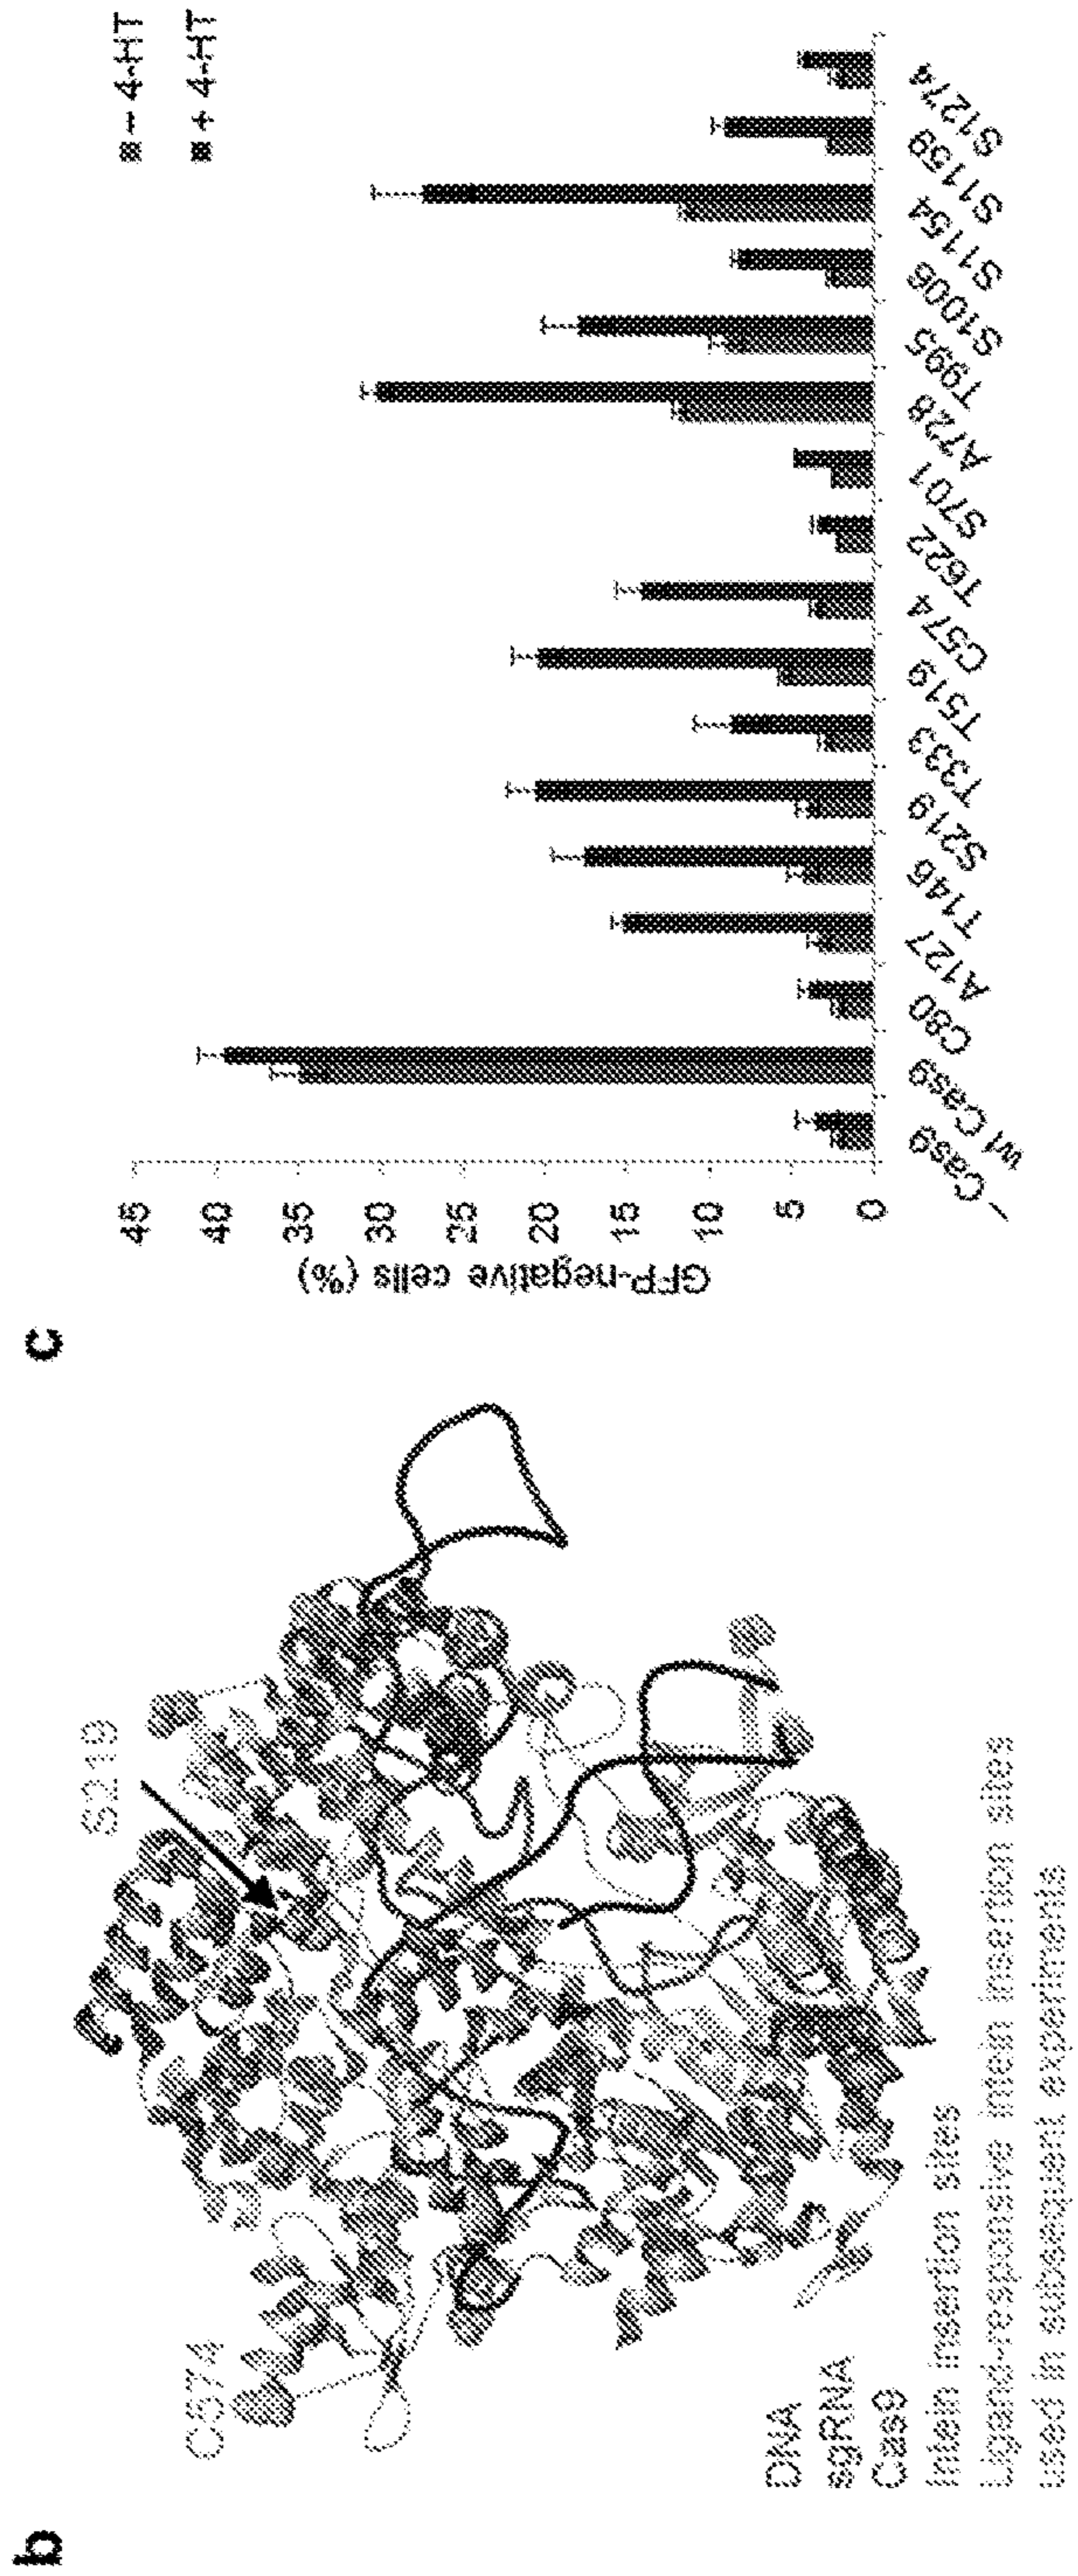 b
C574
S219
DNA
sgRNA
Cas9
Intein insertion sites
Ligand-responsive intein insertion sites
used in subsequent experiments
c
− 4-HT
+ 4-HT
GFP-negative cells (%)
45
40
35
30
25
20
15
10
5
0
− Cas9
wt Cas9
C80
A127
T146
S219
T333
T519
C574
T622
S701
A728
T995
S1006
S1154
S1159
S1274